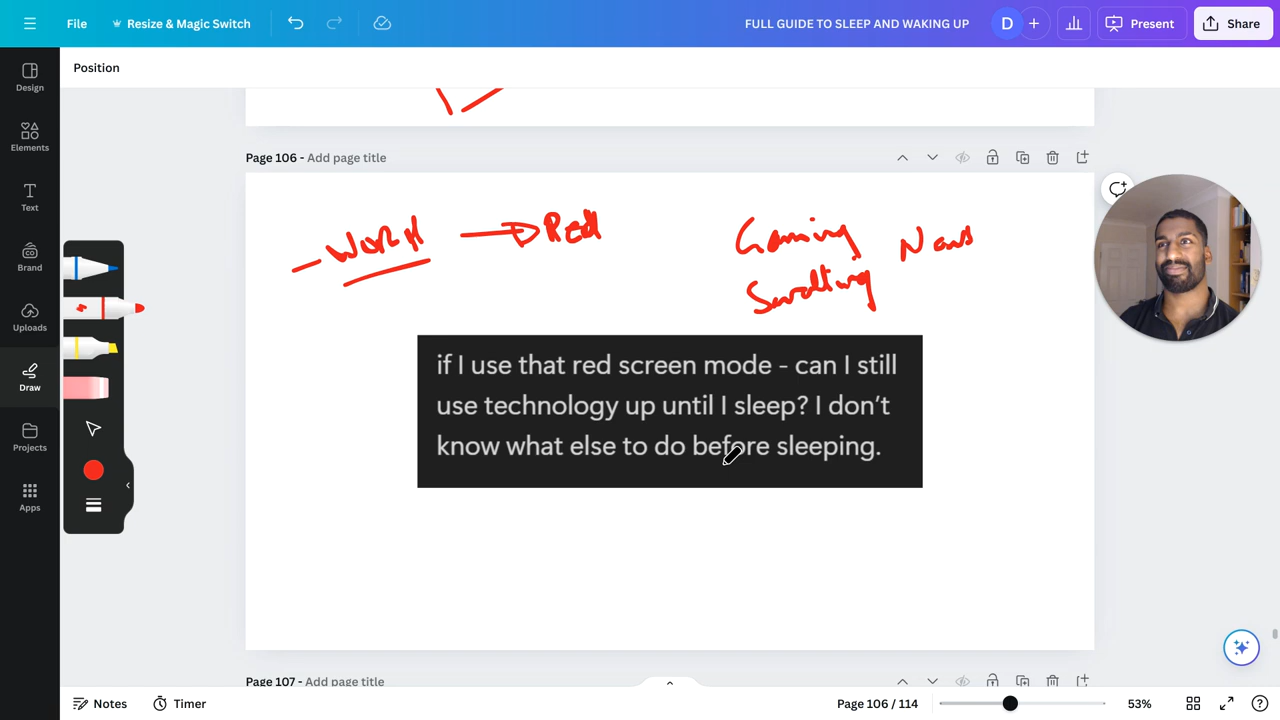 File
Resize & Magic Switch
FULL GUIDE TO SLEEP AND WAKING UP
D
Present
Share
Position
Design
Elements
Text
Brand
Uploads
Draw
Projects
Apps
Page 106 - Add page title
- WORK → Red
Gaming
News
Scrolling
if I use that red screen mode - can I still
use technology up until I sleep? I don't
know what else to do before sleeping.
Page 107 - Add page title
Notes
Timer
Page 106 / 114
53%